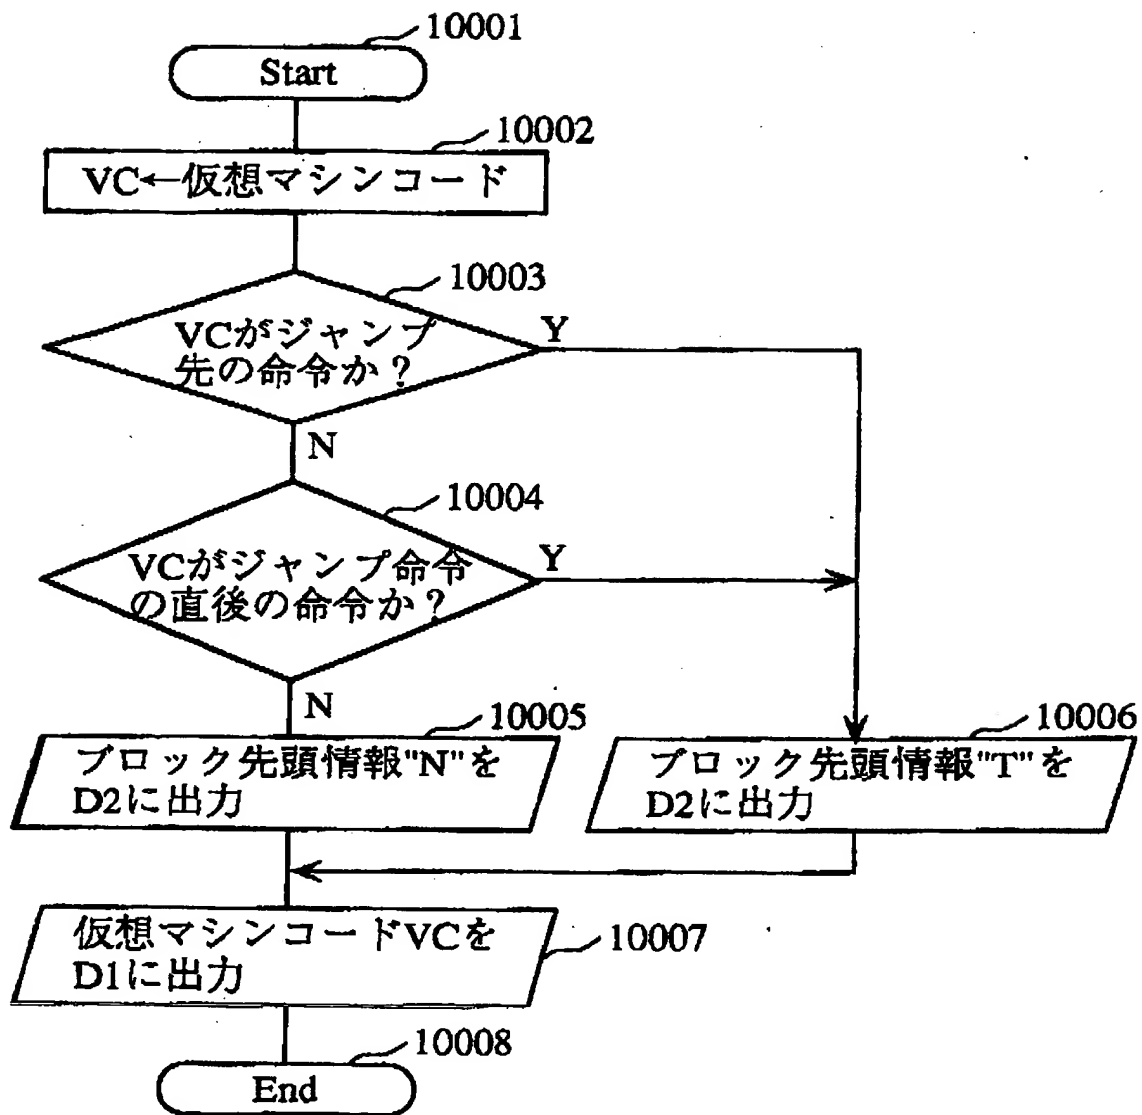 10001
Start
10002
VC←仮想マシンコード
10003
VCがジャンプ
先の命令か?
Y
N
10004
VCがジャンプ命令
の直後の命令か?
Y
N
10005
ブロック先頭情報"N"を
D2に出力
10006
ブロック先頭情報"T"を
D2に出力
仮想マシンコードVCを
D1に出力
10007
10008
End